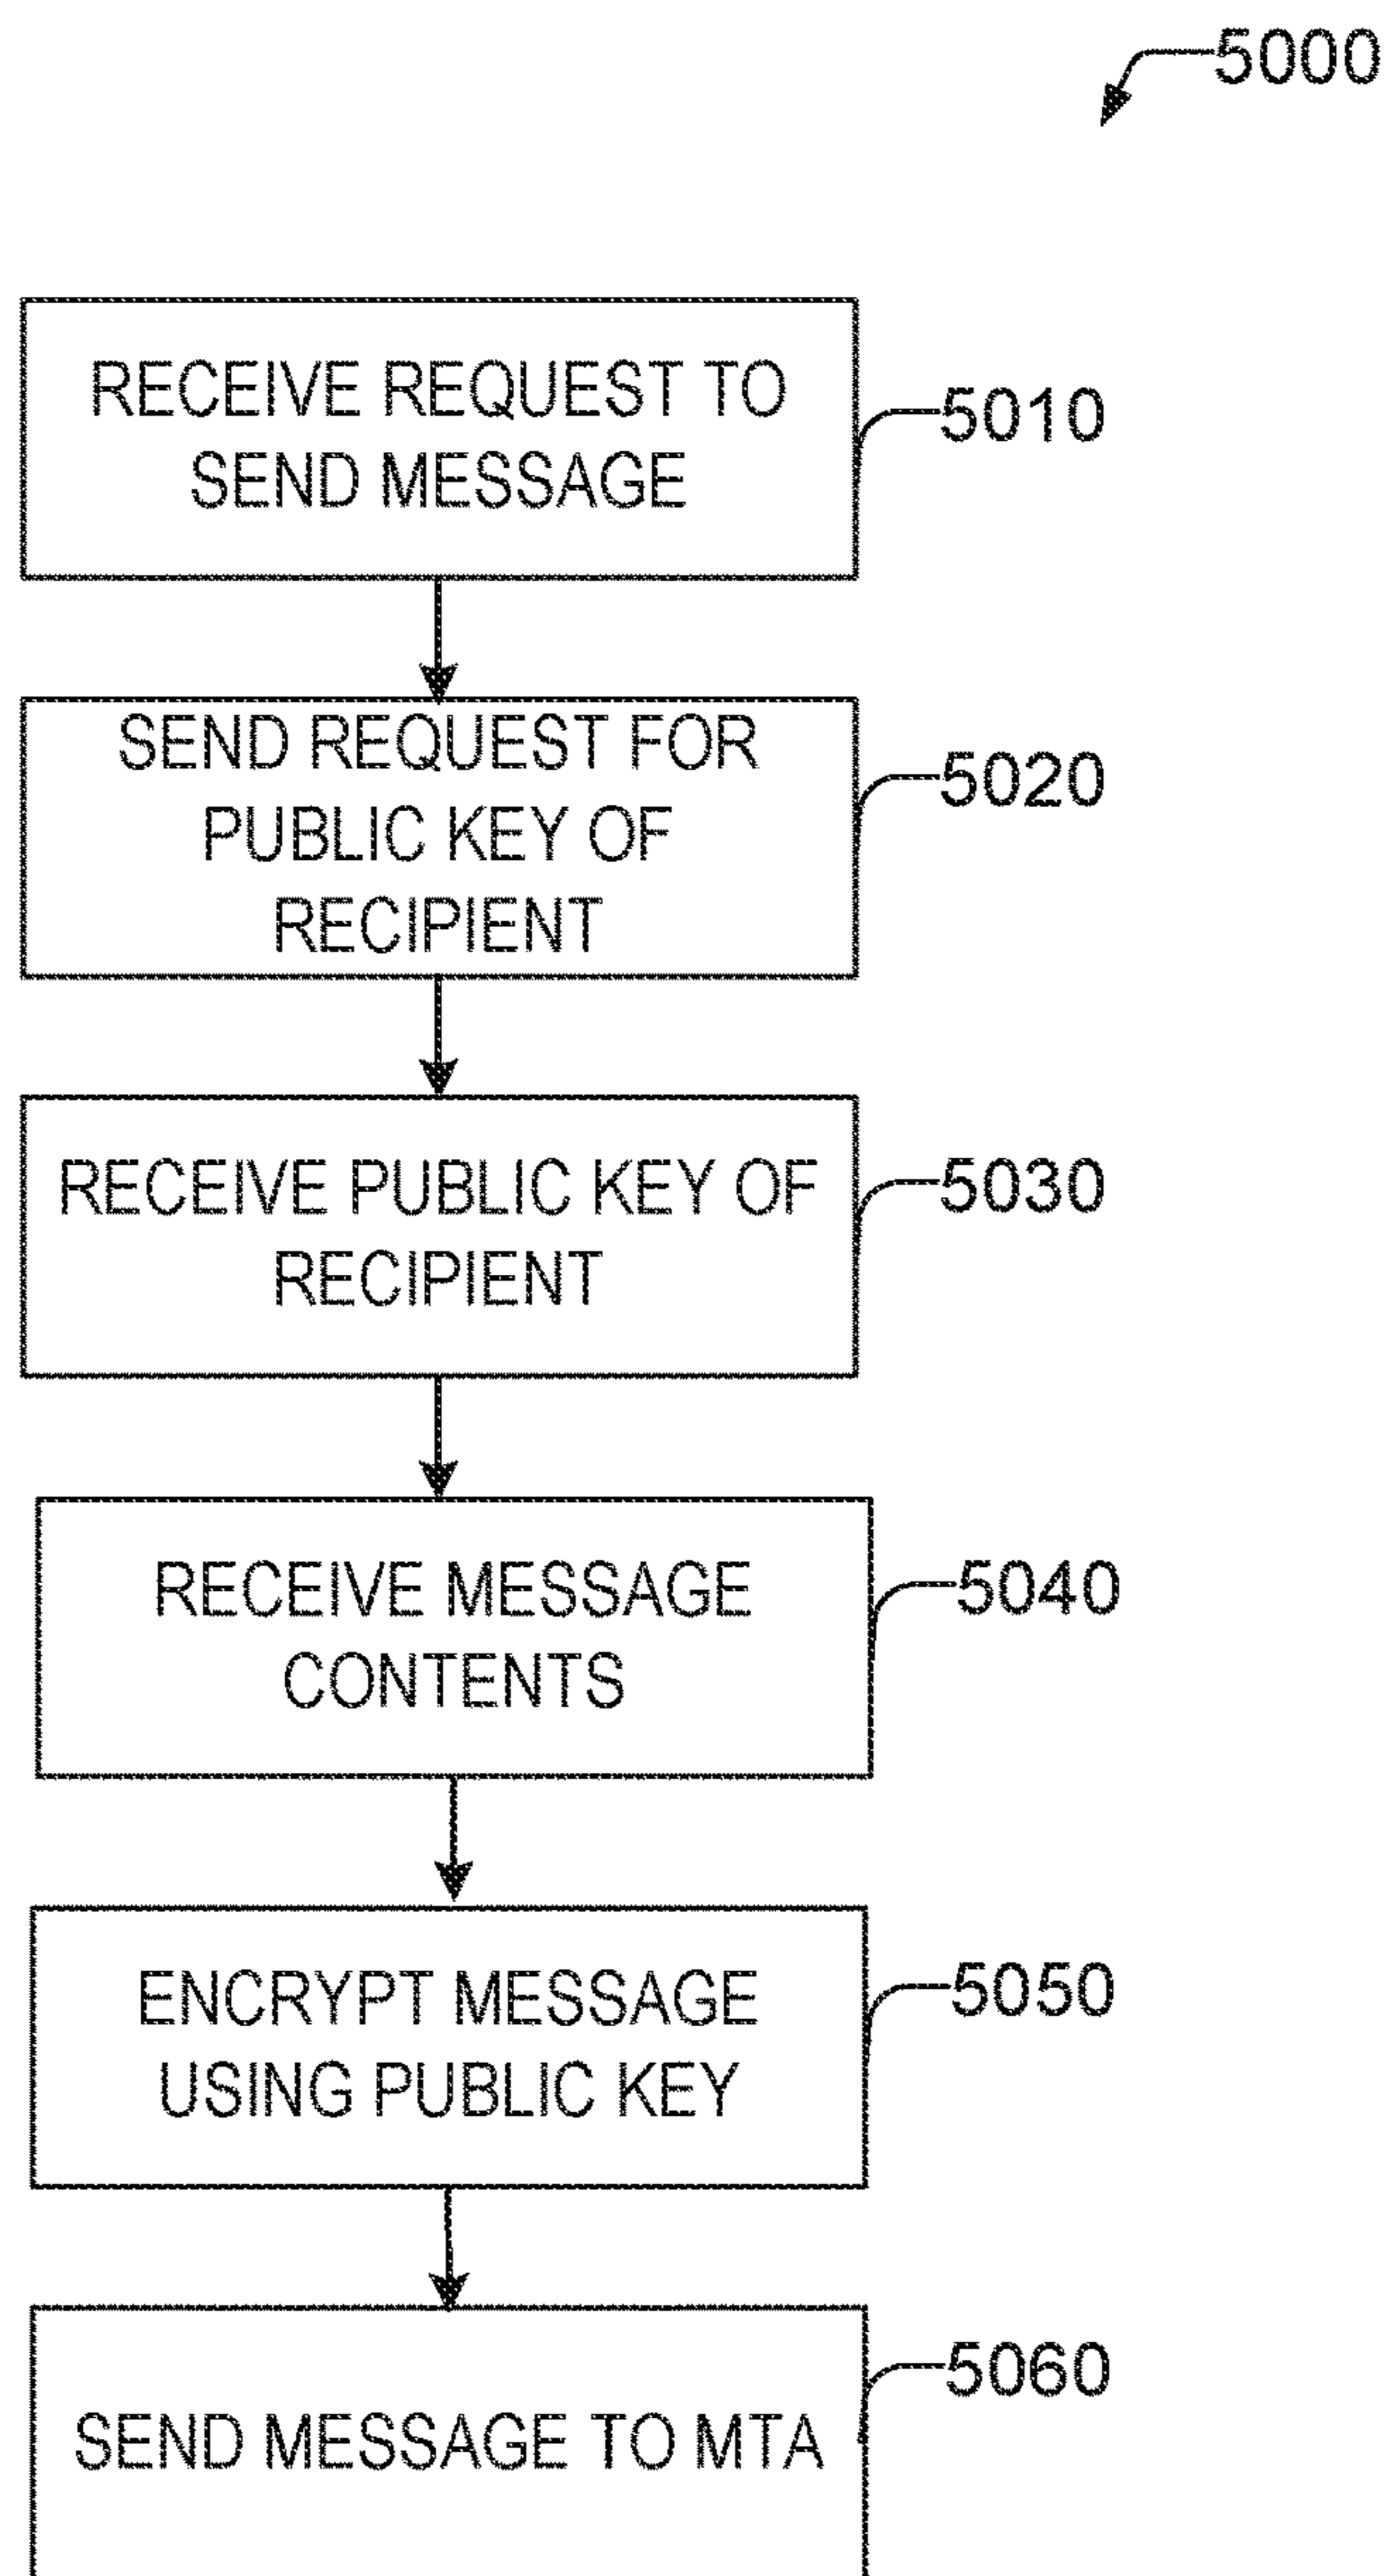 5000
RECEIVE REQUEST TO
SEND MESSAGE
5010
SEND REQUEST FOR
PUBLIC KEY OF
RECIPIENT
5020
RECEIVE PUBLIC KEY OF
RECIPIENT
5030
RECEIVE MESSAGE
CONTENTS
5040
ENCRYPT MESSAGE
USING PUBLIC KEY
5050
SEND MESSAGE TO MTA
5060